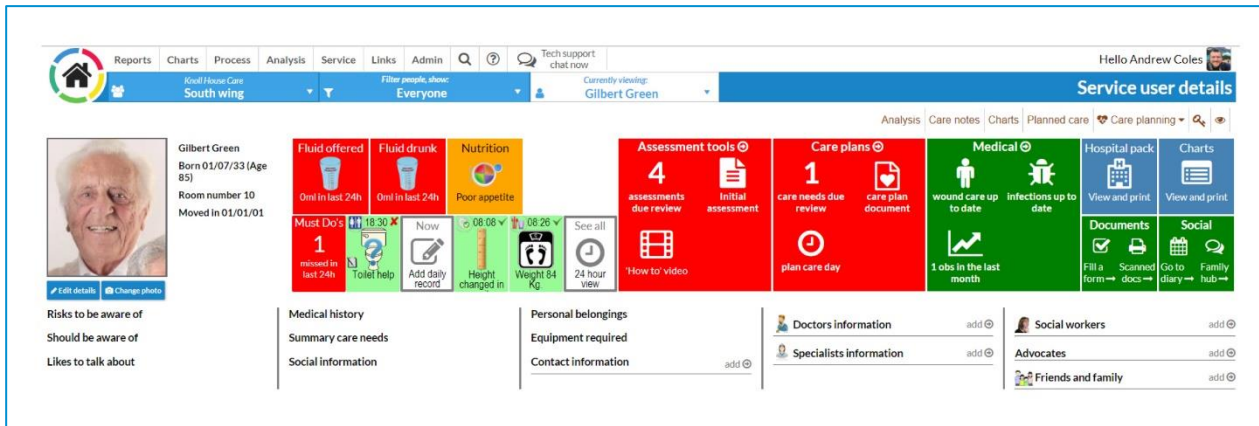 Reports Charts Process Analysis Service Links Admin
Tech support
chat now
Hello Andrew Coles
Knoll House Care
South wing
Filter people, show:
Everyone
Currently viewing:
Gilbert Green
Service user details
Analysis Care notes Charts Planned care Care planning
Gilbert Green
Born 01/07/33 (Age
85)
Room number 10
Moved in 01/01/01
Edit details
Change photo
Fluid offered
0ml in last 24h
Fluid drunk
0ml in last 24h
Nutrition
Poor appetite
Must Do's
1
missed in
last 24h
18:30
Toilet help
Now
Add daily
record
08:08
Height
changed in
08:26
Weight 84
Kg
See all
24 hour
view
Assessment tools
4
assessments
due review
Initial
assessment
'How to' video
Care plans
1
care needs due
review
care plan
document
plan care day
Medical
wound care up
to date
infections up to
date
1 obs in the last
month
Hospital pack
View and print
Charts
View and print
Documents
Fill a
form
Scanned
docs
Social
Go to
diary
Family
hub
Risks to be aware of
Should be aware of
Likes to talk about
Medical history
Summary care needs
Social information
Personal belongings
Equipment required
Contact information add
Doctors information add
Specialists information add
Social workers add
Advocates add
Friends and family add